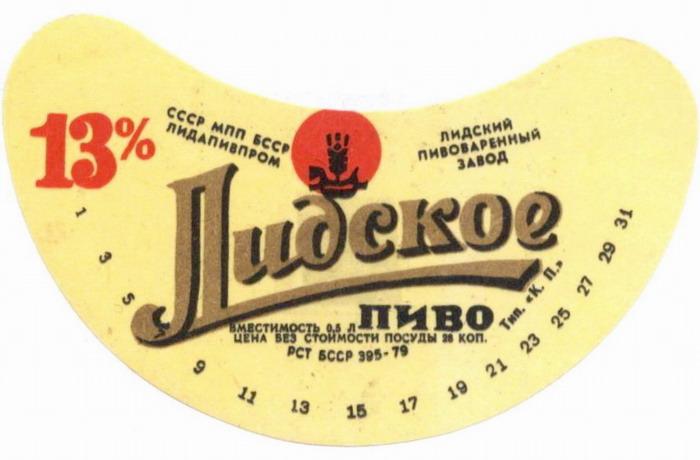 13%
СССР МПП БССР
ЛИДАПИВПРОМ
ЛИДСКИЙ
ПИВОВАРЕННЫЙ
ЗАВОД
Лидское
ПИВО
ВМЕСТИМОСТЬ 0,5 Л
ЦЕНА БЕЗ СТОИМОСТИ ПОСУДЫ 28 КОП.
РСТ БССР 395-79
Тип. «К. П.»
1 3 5 9 11 13 15 17 19 21 23 25 27 29 31